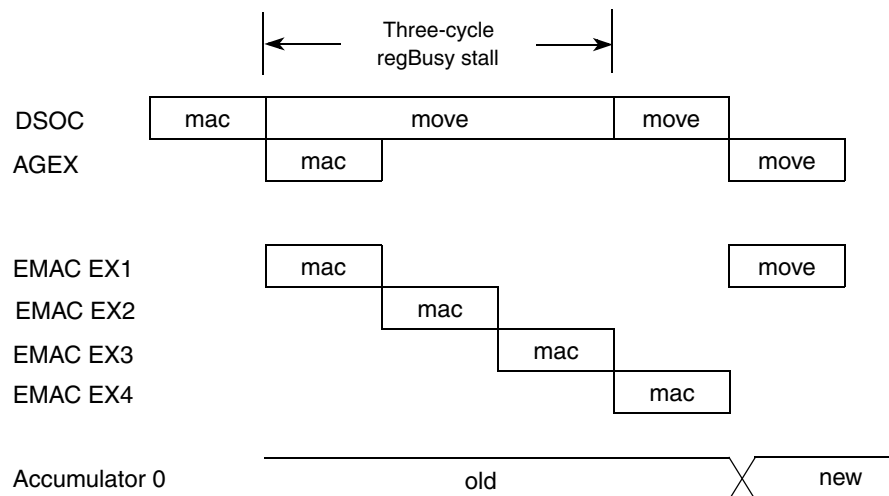 Three-cycle
regBusy stall
DSOC mac move move
AGEX mac move
EMAC EX1 mac move
EMAC EX2 mac
EMAC EX3 mac
EMAC EX4 mac
Accumulator 0 old new